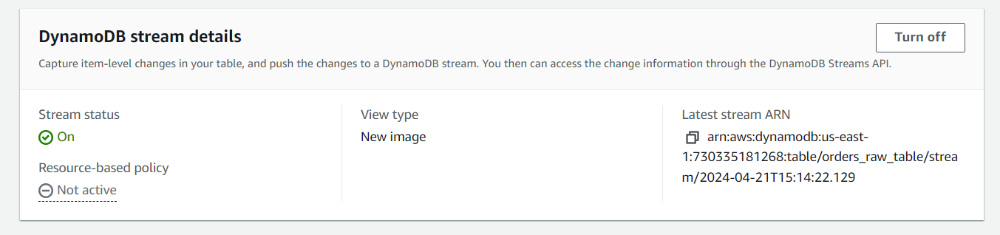 DynamoDB stream details
Turn off
Capture item-level changes in your table, and push the changes to a DynamoDB stream. You then can access the change information through the DynamoDB Streams API.
Stream status
On
Resource-based policy
Not active
View type
New image
Latest stream ARN
arn:aws:dynamodb:us-east-
1:730335181268:table/orders_raw_table/strea
m/2024-04-21T15:14:22.129